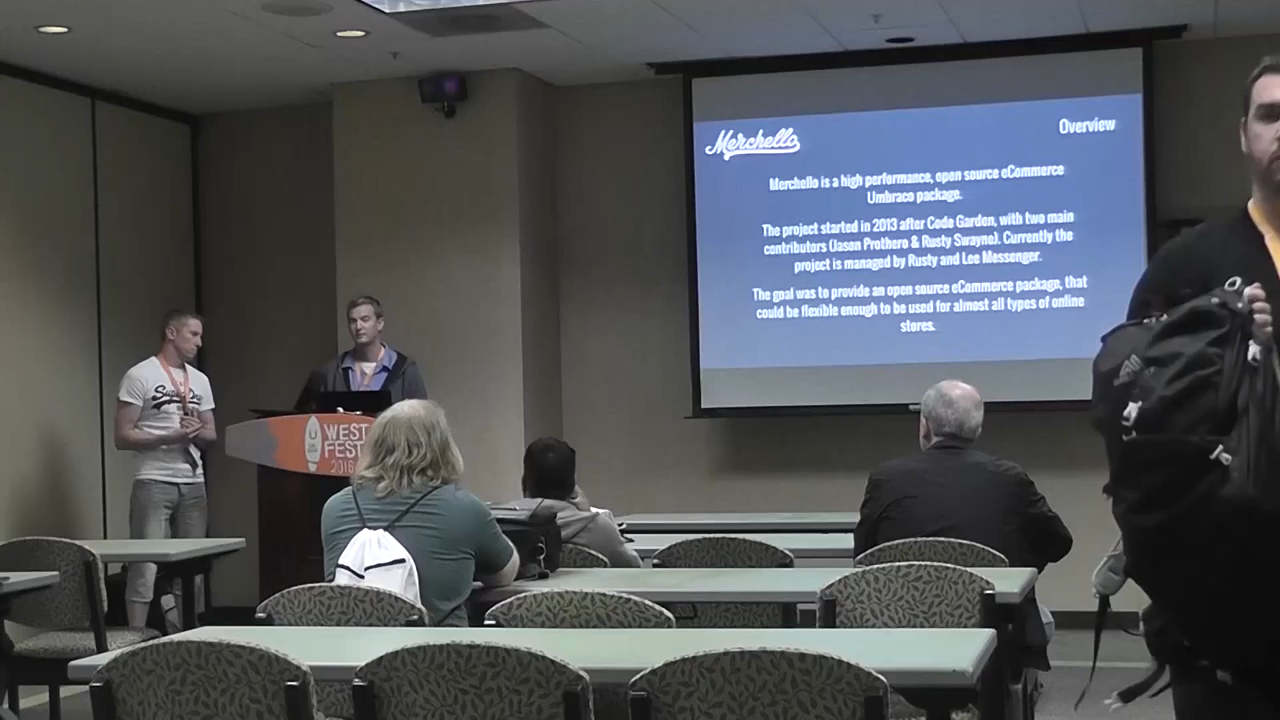 Merchello
Overview
Merchello is a high performance, open source eCommerce
Umbraco package.
The project started in 2013 after Code Garden, with two main
contributors (Jason Prothero & Rusty Swayne). Currently the
project is managed by Rusty and Lee Messenger.
The goal was to provide an open source eCommerce package, that
could be flexible enough to be used for almost all types of online
stores.
U
WEST
FEST
2016